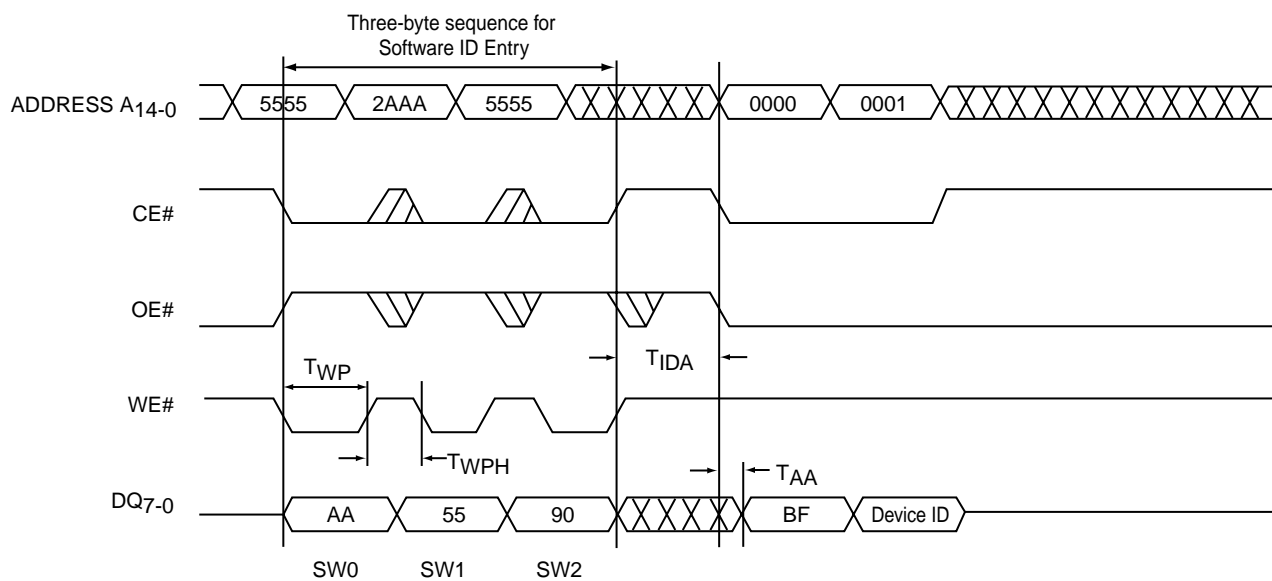 Three-byte sequence for
Software ID Entry
ADDRESS A14-0
5555
2AAA
5555
0000
0001
CE#
OE#
TWP
TIDA
WE#
TWPH
TAA
DQ7-0
AA
55
90
BF
Device ID
SW0
SW1
SW2